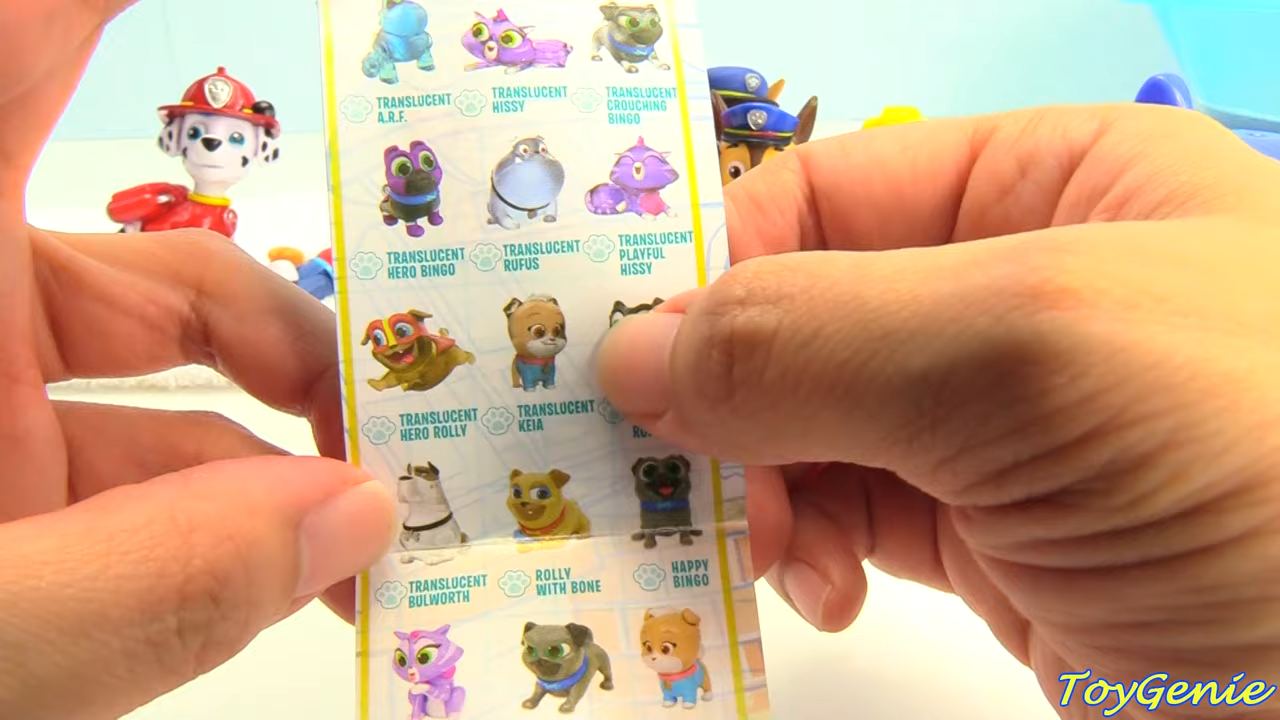 TRANSLUCENT
A.R.F.
TRANSLUCENT
HISSY
TRANSLUCENT
CROUCHING
BINGO
TRANSLUCENT
HERO BINGO
TRANSLUCENT
RUFUS
TRANSLUCENT
PLAYFUL
HISSY
TRANSLUCENT
HERO ROLLY
TRANSLUCENT
KEIA
TRANSLUCENT
BULWORTH
ROLLY
WITH BONE
HAPPY
BINGO
ToyGenie